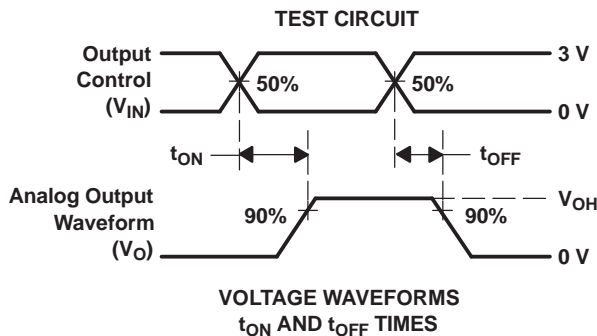 TEST CIRCUIT
Output
Control
(VIN)
50%
50%
3 V
0 V
tON
tOFF
Analog Output
Waveform
(VO)
90%
90%
VOH
0 V
VOLTAGE WAVEFORMS
tON AND tOFF TIMES